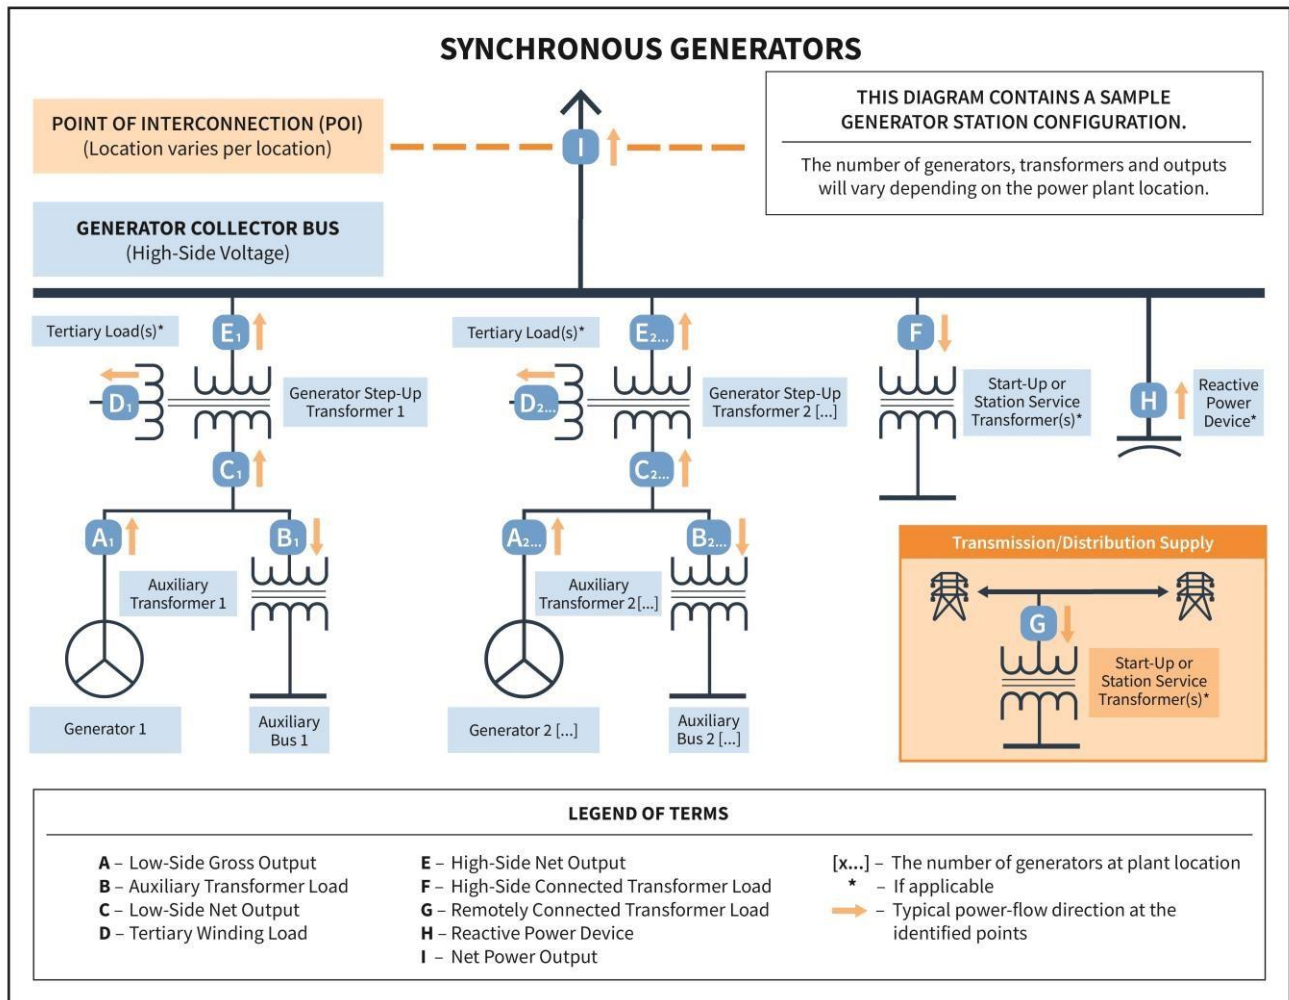 SYNCHRONOUS GENERATORS
POINT OF INTERCONNECTION (POI)
(Location varies per location)
I
THIS DIAGRAM CONTAINS A SAMPLE
GENERATOR STATION CONFIGURATION.
The number of generators, transformers and outputs
will vary depending on the power plant location.
GENERATOR COLLECTOR BUS
(High-Side Voltage)
Tertiary Load(s)*
E1
Tertiary Load(s)*
E2...
F
D1
Generator Step-Up
Transformer 1
D2...
Generator Step-Up
Transformer 2 [...]
Start-Up or
Station Service
Transformer(s)*
H
Reactive
Power
Device*
C1
C2...
A1
B1
A2...
B2...
Auxiliary
Transformer 1
Auxiliary
Transformer 2[...]
Transmission/Distribution Supply
G
Start-Up or
Station Service
Transformer(s)*
Generator 1
Auxiliary
Bus 1
Generator 2 [...]
Auxiliary
Bus 2 [...]
LEGEND OF TERMS
A – Low-Side Gross Output
B – Auxiliary Transformer Load
C – Low-Side Net Output
D – Tertiary Winding Load
E – High-Side Net Output
F – High-Side Connected Transformer Load
G – Remotely Connected Transformer Load
H – Reactive Power Device
I – Net Power Output
[x...] – The number of generators at plant location
* – If applicable
– Typical power-flow direction at the
identified points